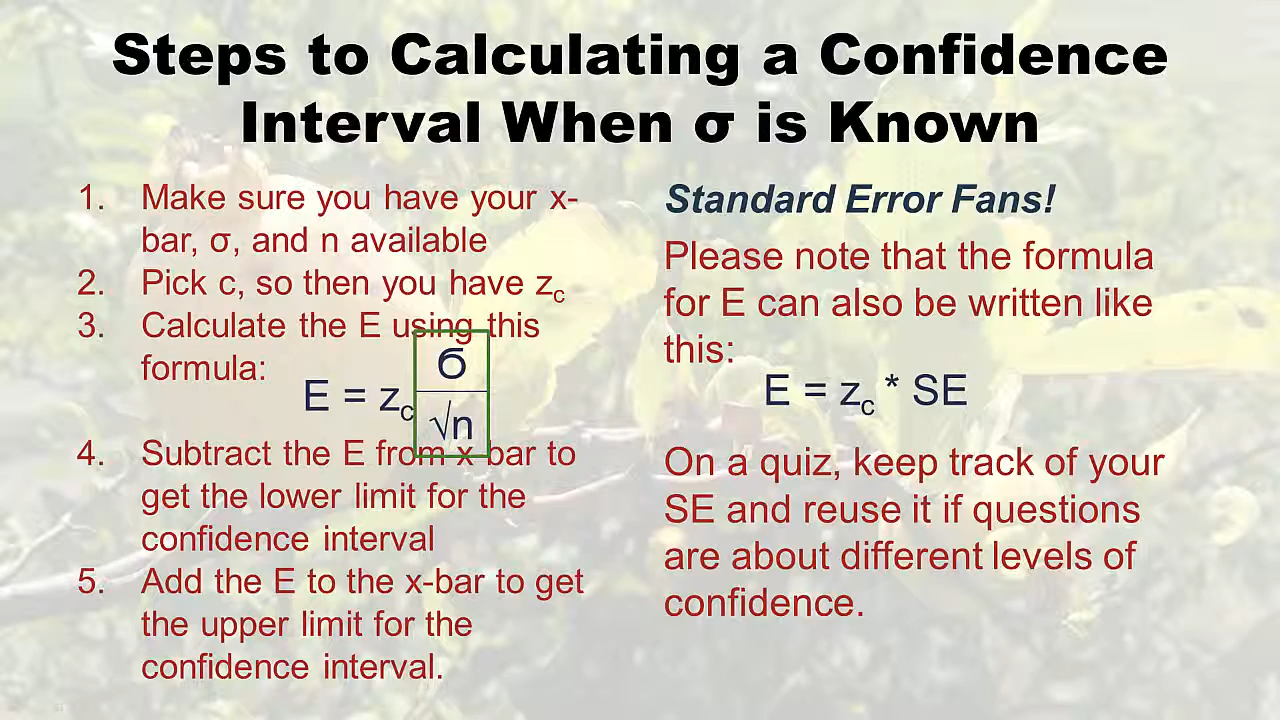 Steps to Calculating a Confidence
Interval When σ is Known
1. Make sure you have your x-
bar, σ, and n available
2. Pick c, so then you have zc
3. Calculate the E using this
formula:
E = zc σ
√n
4. Subtract the E from x-bar to
get the lower limit for the
confidence interval
5. Add the E to the x-bar to get
the upper limit for the
confidence interval.
Standard Error Fans!
Please note that the formula
for E can also be written like
this:
E = zc * SE
On a quiz, keep track of your
SE and reuse it if questions
are about different levels of
confidence.